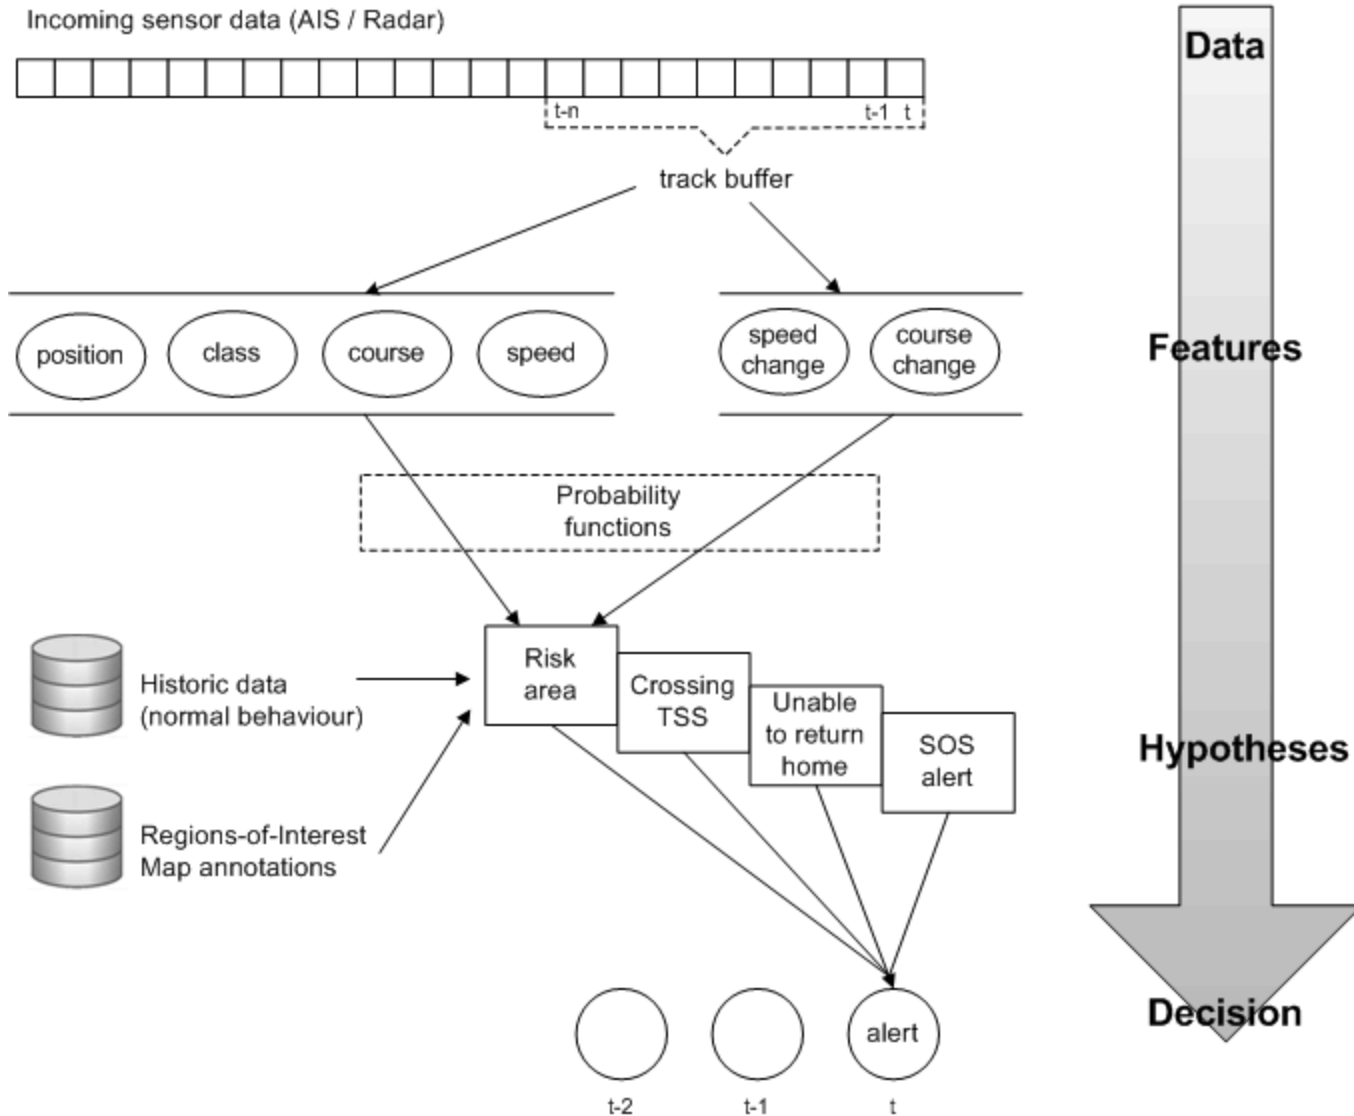 Incoming sensor data (AIS / Radar)
Data
t-n
t-1
t
track buffer
position
class
course
speed
speed
change
course
change
Features
Probability
functions
Historic data
(normal behaviour)
Risk
area
Crossing
TSS
Unable
to return
home
SOS
alert
Hypotheses
Regions-of-Interest
Map annotations
alert
Decision
t-2
t-1
t